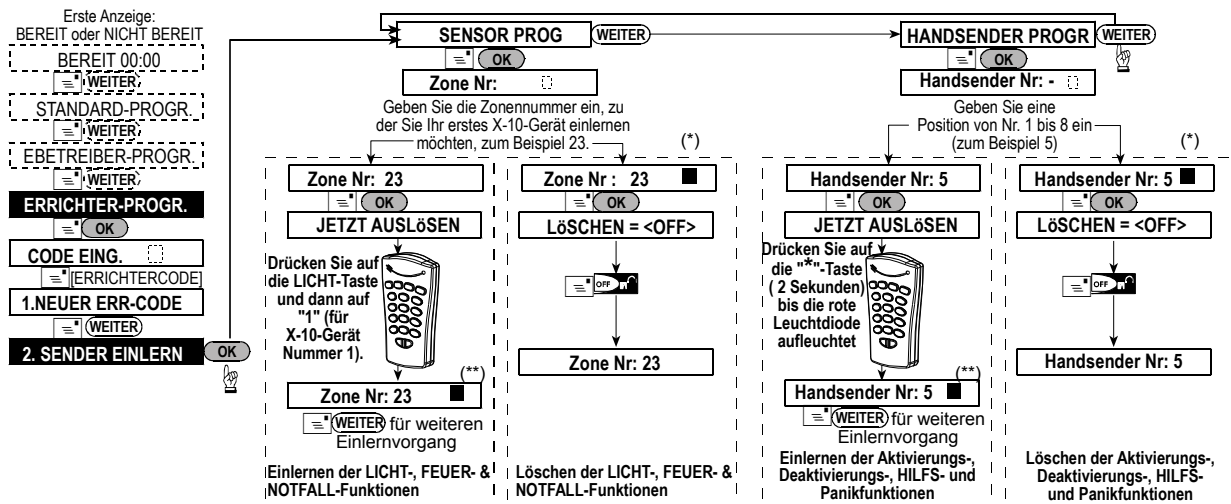 Erste Anzeige:
BEREIT oder NICHT BEREIT
BEREIT 00:00
WEITER
STANDARD-PROGR.
WEITER
EBETREIBER-PROGR.
WEITER
ERRICHTER-PROGR.
OK
CODE EING.
[ERRICHTERCODE]
1.NEUER ERR-CODE
WEITER
2. SENDER EINLERN
OK
SENSOR PROG
WEITER
OK
Zone Nr:
Geben Sie die Zonennummer ein, zu
der Sie Ihr erstes X-10-Gerät einlernen
möchten, zum Beispiel 23.
Zone Nr: 23
OK
JETZT AUSLöSEN
Drücken Sie auf
die LICHT-Taste
und dann auf
"1" (für
X-10-Gerät
Nummer 1).
(**)
Zone Nr: 23
WEITER für weiteren
Einlernvorgang
Einlernen der LICHT-, FEUER- &
NOTFALL-Funktionen
(*)
Zone Nr : 23
OK
LöSCHEN = <OFF>
OFF
Zone Nr: 23
Löschen der LICHT-, FEUER- &
NOTFALL-Funktionen
HANDSENDER PROGR
WEITER
OK
Handsender Nr: -
Geben Sie eine
Position von Nr. 1 bis 8 ein
(zum Beispiel 5)
Handsender Nr: 5
OK
JETZT AUSLöSEN
Drücken Sie auf
die "*"-Taste
( 2 Sekunden)
bis die rote
Leuchtdiode
aufleuchtet
(**)
Handsender Nr: 5
WEITER für weiteren
Einlernvorgang
Einlernen der Aktivierungs-,
Deaktivierungs-, HILFS- und
Panikfunktionen
(*)
Handsender Nr: 5
OK
LöSCHEN = <OFF>
OFF
Handsender Nr: 5
Löschen der Aktivierungs-,
Deaktivierungs-, HILFS-
und Panikfunktionen